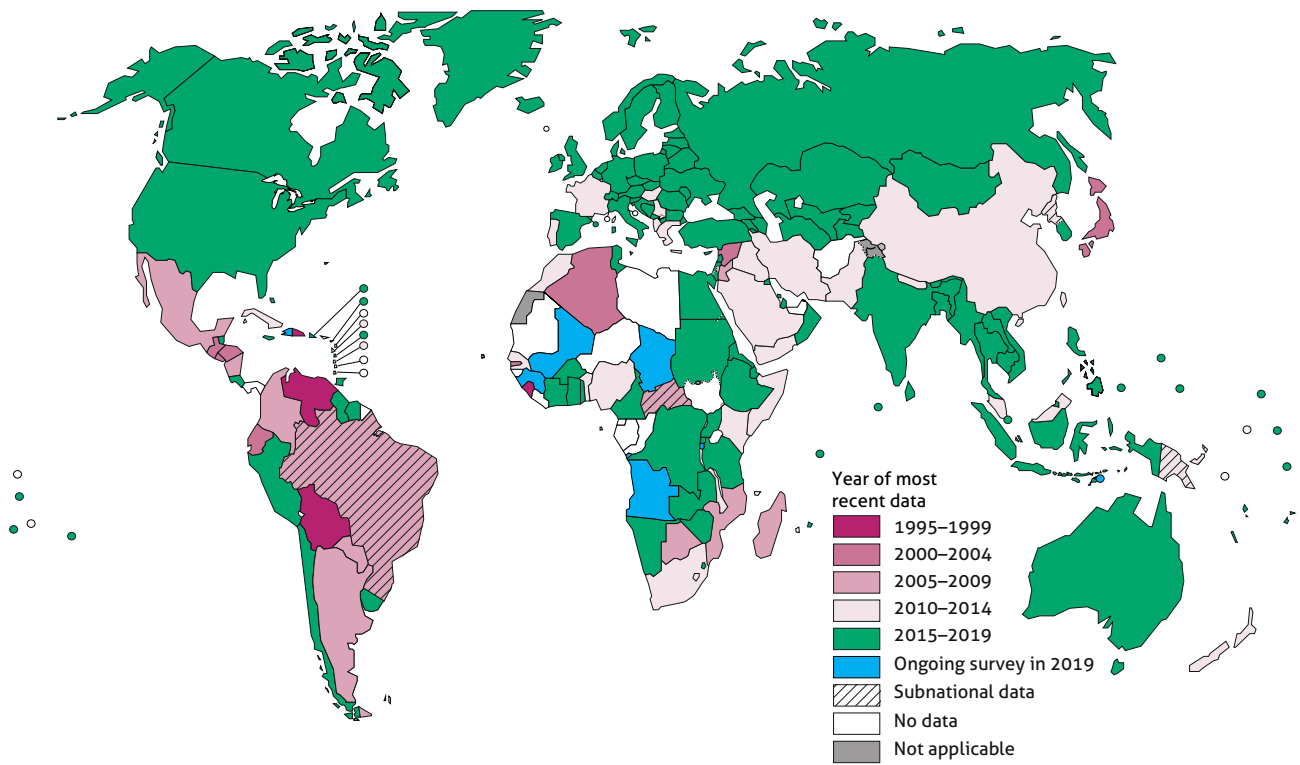 Year of most
recent data
1995–1999
2000–2004
2005–2009
2010–2014
2015–2019
Ongoing survey in 2019
Subnational data
No data
Not applicable